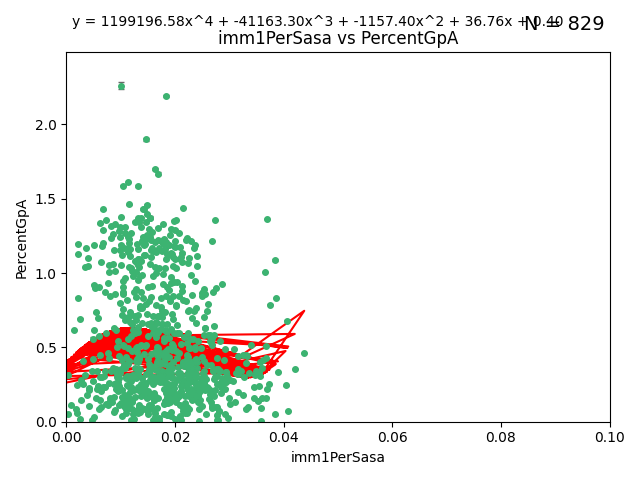 y = 1199196.58x^4 + -41163.30x^3 + -1157.40x^2 + 36.76x + 0.40
N = 829
imm1PerSasa vs PercentGpA
PercentGpA
2.0
1.5
1.0
0.5
0.0
0.00 0.02 0.04 0.06 0.08 0.10
imm1PerSasa